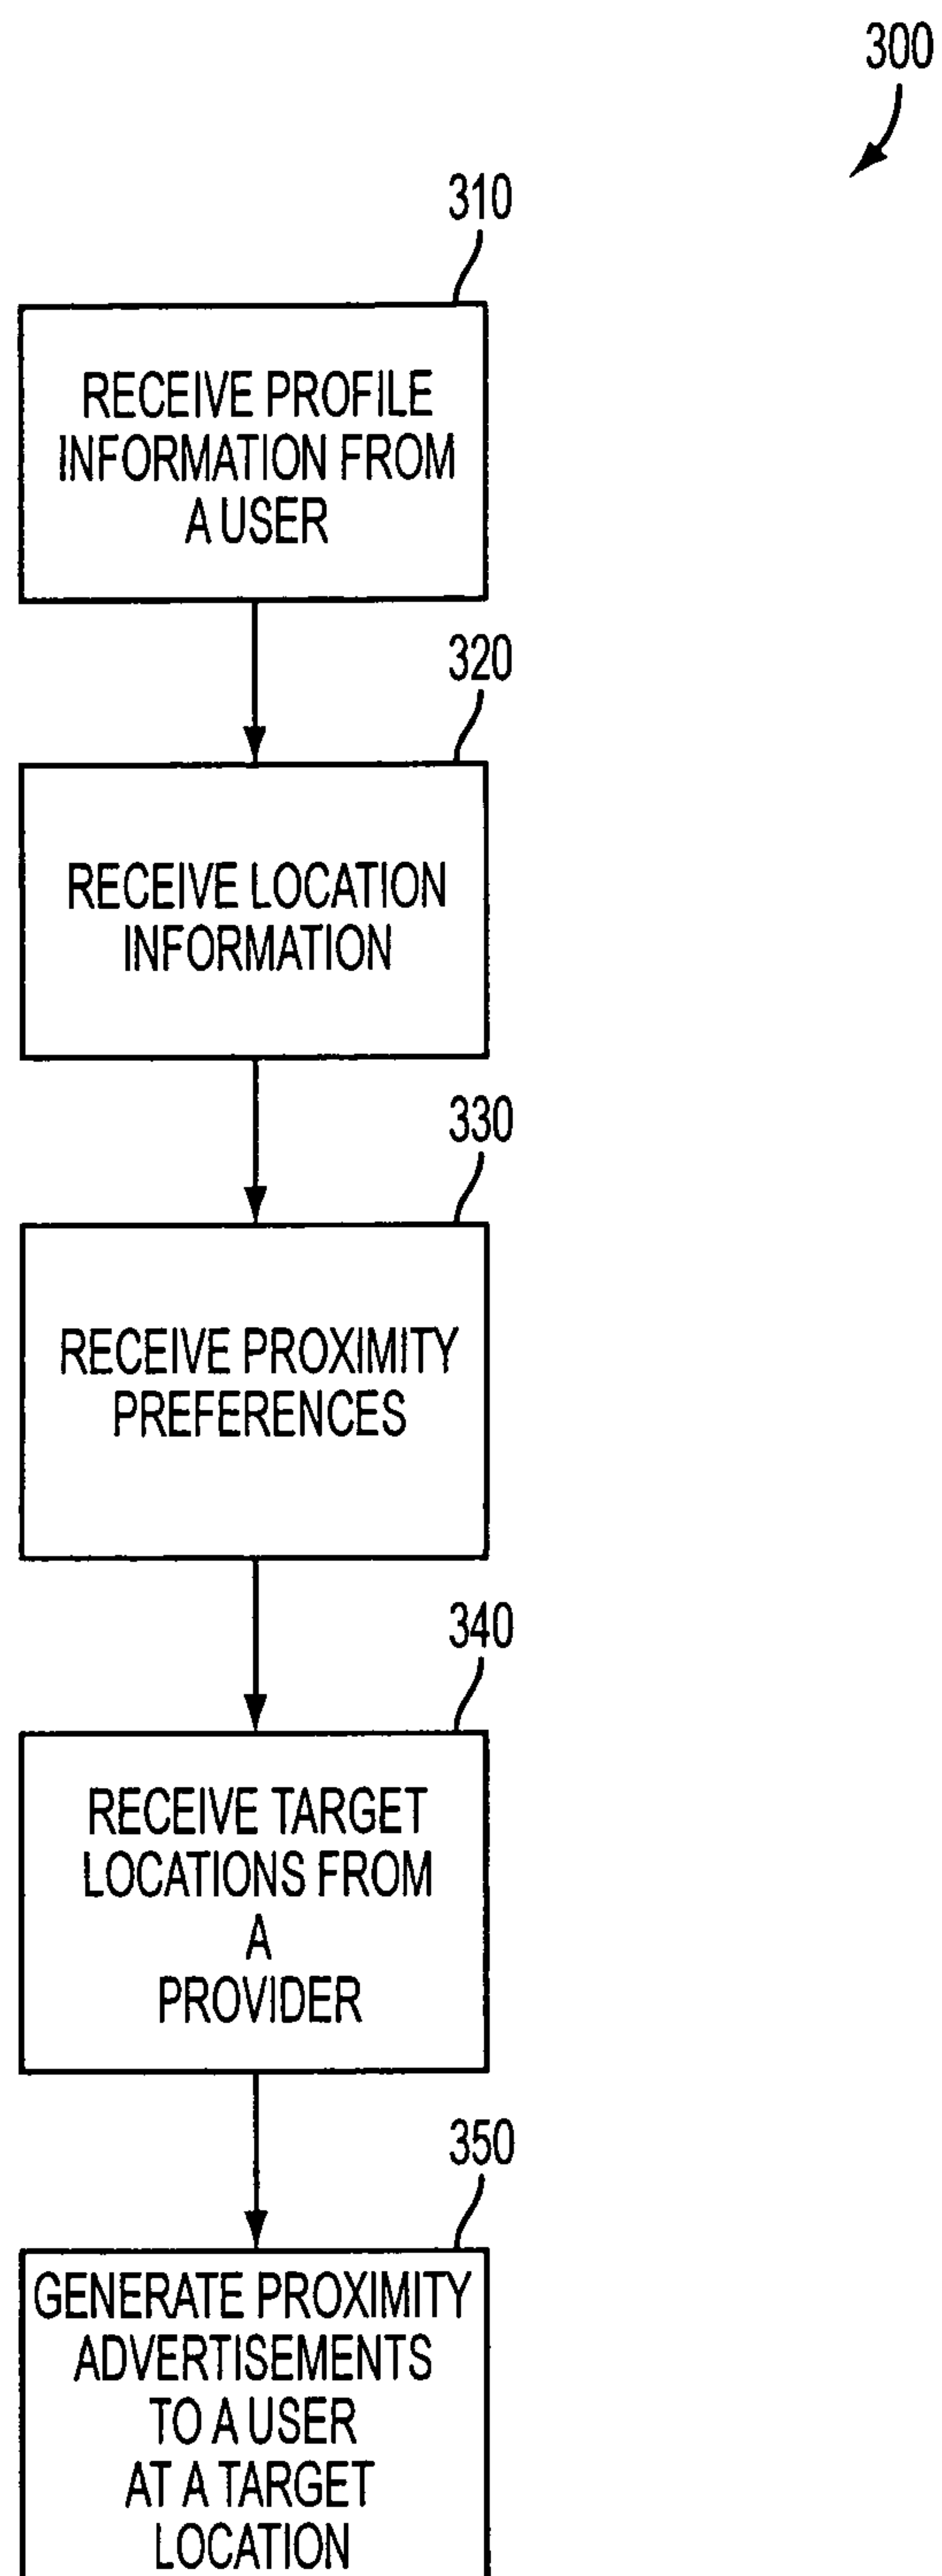 300
310
RECEIVE PROFILE
INFORMATION FROM
A USER
320
RECEIVE LOCATION
INFORMATION
330
RECEIVE PROXIMITY
PREFERENCES
340
RECEIVE TARGET
LOCATIONS FROM
A
PROVIDER
350
GENERATE PROXIMITY
ADVERTISEMENTS
TO A USER
AT A TARGET
LOCATION